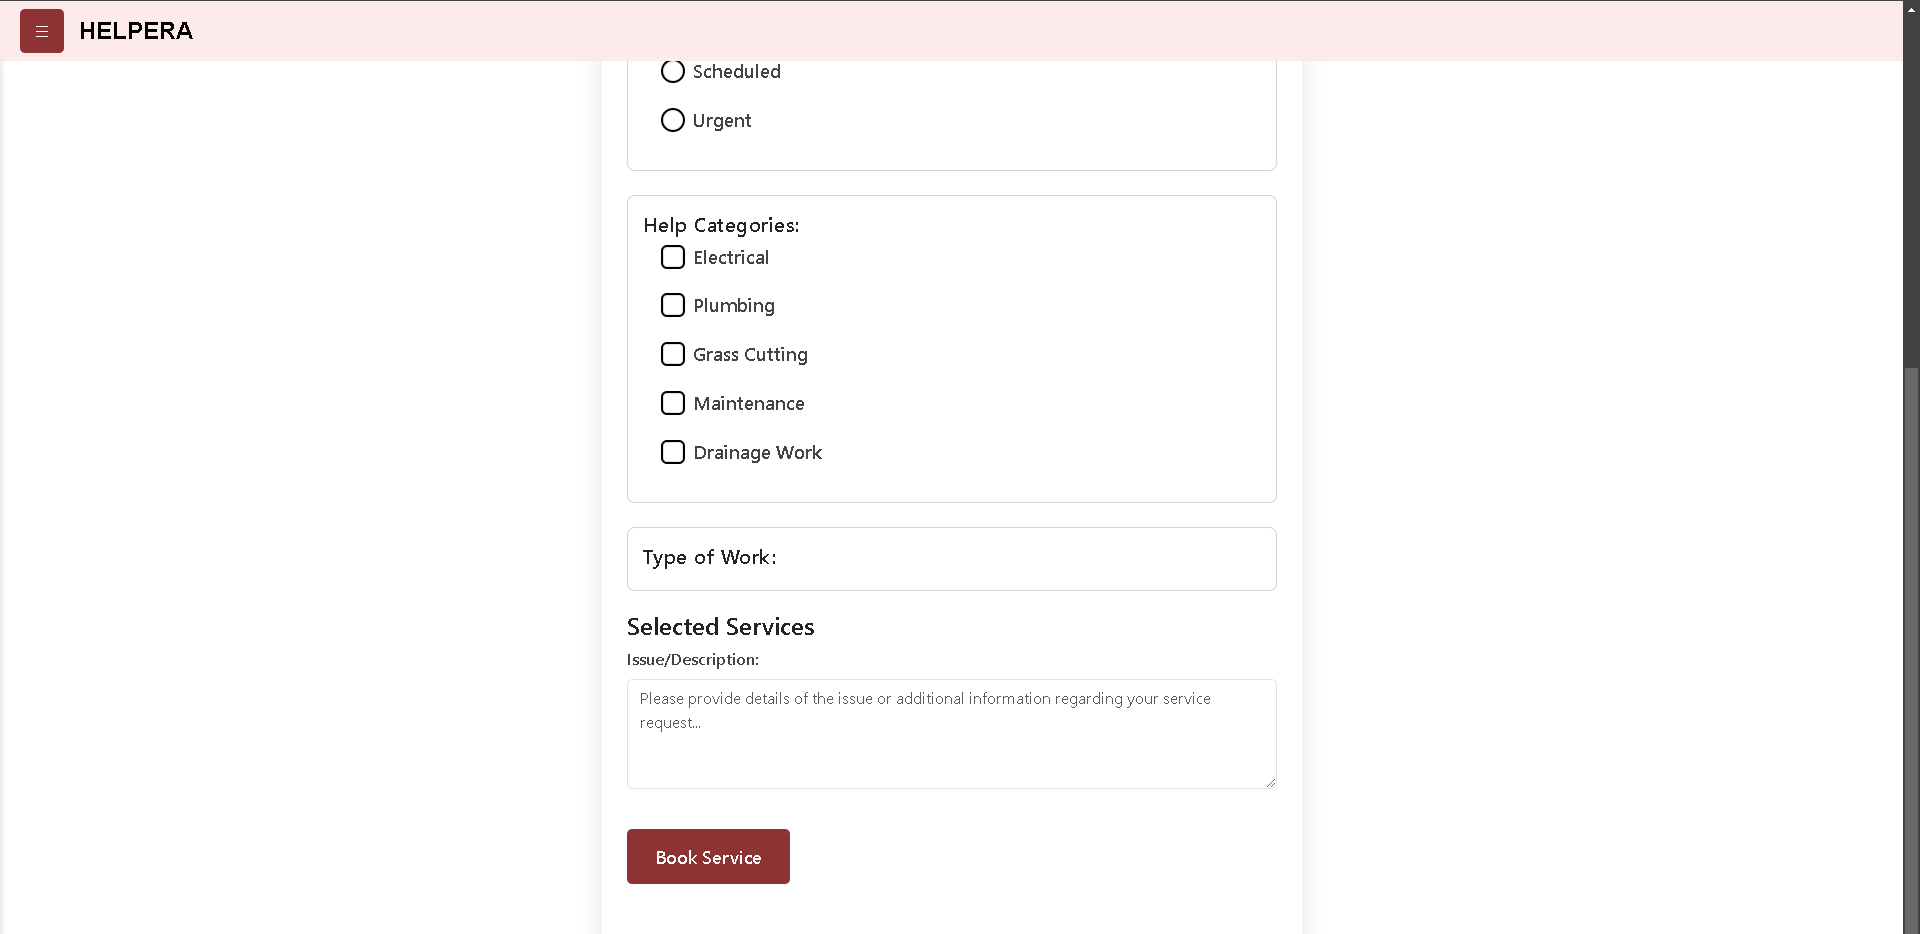 HELPERA
Scheduled
Urgent
Help Categories:
Electrical
Plumbing
Grass Cutting
Maintenance
Drainage Work
Type of Work:
Selected Services
Issue/Description:
Please provide details of the issue or additional information regarding your service
request...
Book Service